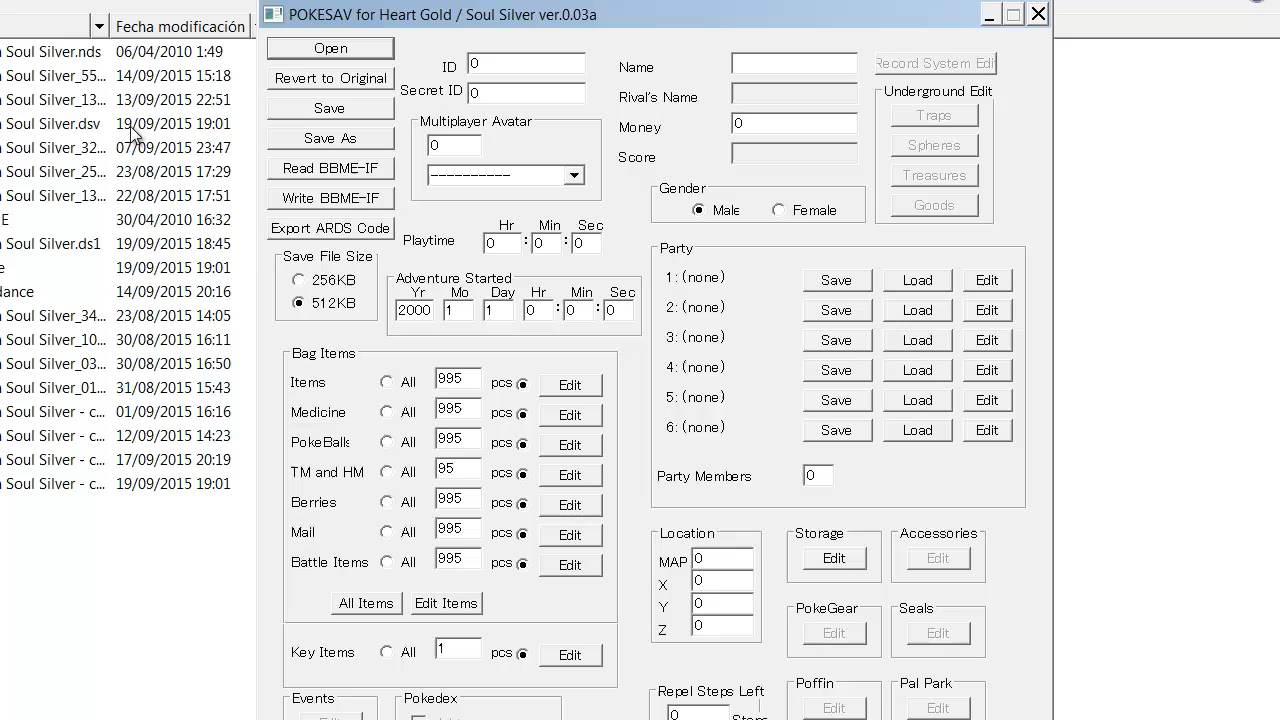 Fecha modificación
Soul Silver.nds 06/04/2010 1:49
Soul Silver_55... 14/09/2015 15:18
Soul Silver_13... 13/09/2015 22:51
Soul Silver.dsv 19/09/2015 19:01
Soul Silver_32... 07/09/2015 23:47
Soul Silver_25... 23/08/2015 17:29
Soul Silver_13... 22/08/2015 17:51
E 30/04/2010 16:32
Soul Silver.ds1 19/09/2015 18:45
e 19/09/2015 19:01
dance 14/09/2015 20:16
Soul Silver_34... 23/08/2015 14:05
Soul Silver_10... 30/08/2015 16:11
Soul Silver_03... 30/08/2015 16:50
Soul Silver_01... 31/08/2015 15:43
Soul Silver - c... 01/09/2015 16:16
Soul Silver - c... 12/09/2015 14:23
Soul Silver - c... 17/09/2015 20:19
Soul Silver - c... 19/09/2015 19:01
POKESAV for Heart Gold / Soul Silver ver.0.03a
Open
Revert to Original
Save
Save As
Read BBME-IF
Write BBME-IF
Export ARDS Code
ID 0
Secret ID 0
Multiplayer Avatar
0
----------
Hr Min Sec
Playtime 0 : 0 : 0
Save File Size
256KB
512KB
Adventure Started
Yr Mo Day Hr Min Sec
2000 1 1 0 : 0 : 0
Name
Rival's Name
Money 0
Score
Gender
Male Female
Record System Edit
Underground Edit
Traps
Spheres
Treasures
Goods
Bag Items
Items All 995 pcs Edit
Medicine All 995 pcs Edit
PokeBalls All 995 pcs Edit
TM and HM All 95 pcs Edit
Berries All 995 pcs Edit
Mail All 995 pcs Edit
Battle Items All 995 pcs Edit
All Items Edit Items
Key Items All 1 pcs Edit
Party
1: (none) Save Load Edit
2: (none) Save Load Edit
3: (none) Save Load Edit
4: (none) Save Load Edit
5: (none) Save Load Edit
6: (none) Save Load Edit
Party Members 0
Location
MAP 0
X 0
Y 0
Z 0
Storage
Edit
Accessories
Edit
PokeGear
Edit
Seals
Edit
Events
Pokedex
Repel Steps Left
0 Steps
Poffin
Edit
Pal Park
Edit